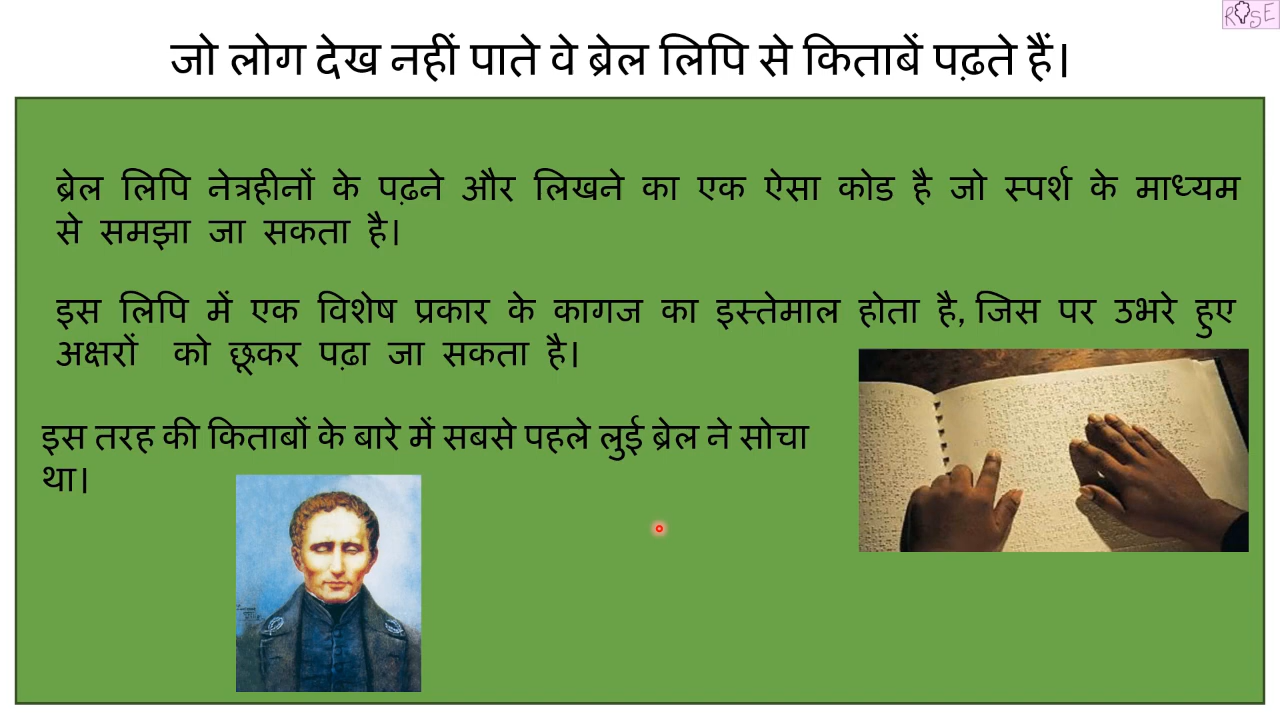 ROSE
जो लोग देख नहीं पाते वे ब्रेल लिपि से किताबें पढ़ते हैं।
ब्रेल लिपि नेत्रहीनों के पढ़ने और लिखने का एक ऐसा कोड है जो स्पर्श के माध्यम
से समझा जा सकता है।
इस लिपि में एक विशेष प्रकार के कागज का इस्तेमाल होता है, जिस पर उभरे हुए
अक्षरों को छूकर पढ़ा जा सकता है।
इस तरह की किताबों के बारे में सबसे पहले लुई ब्रेल ने सोचा
था।